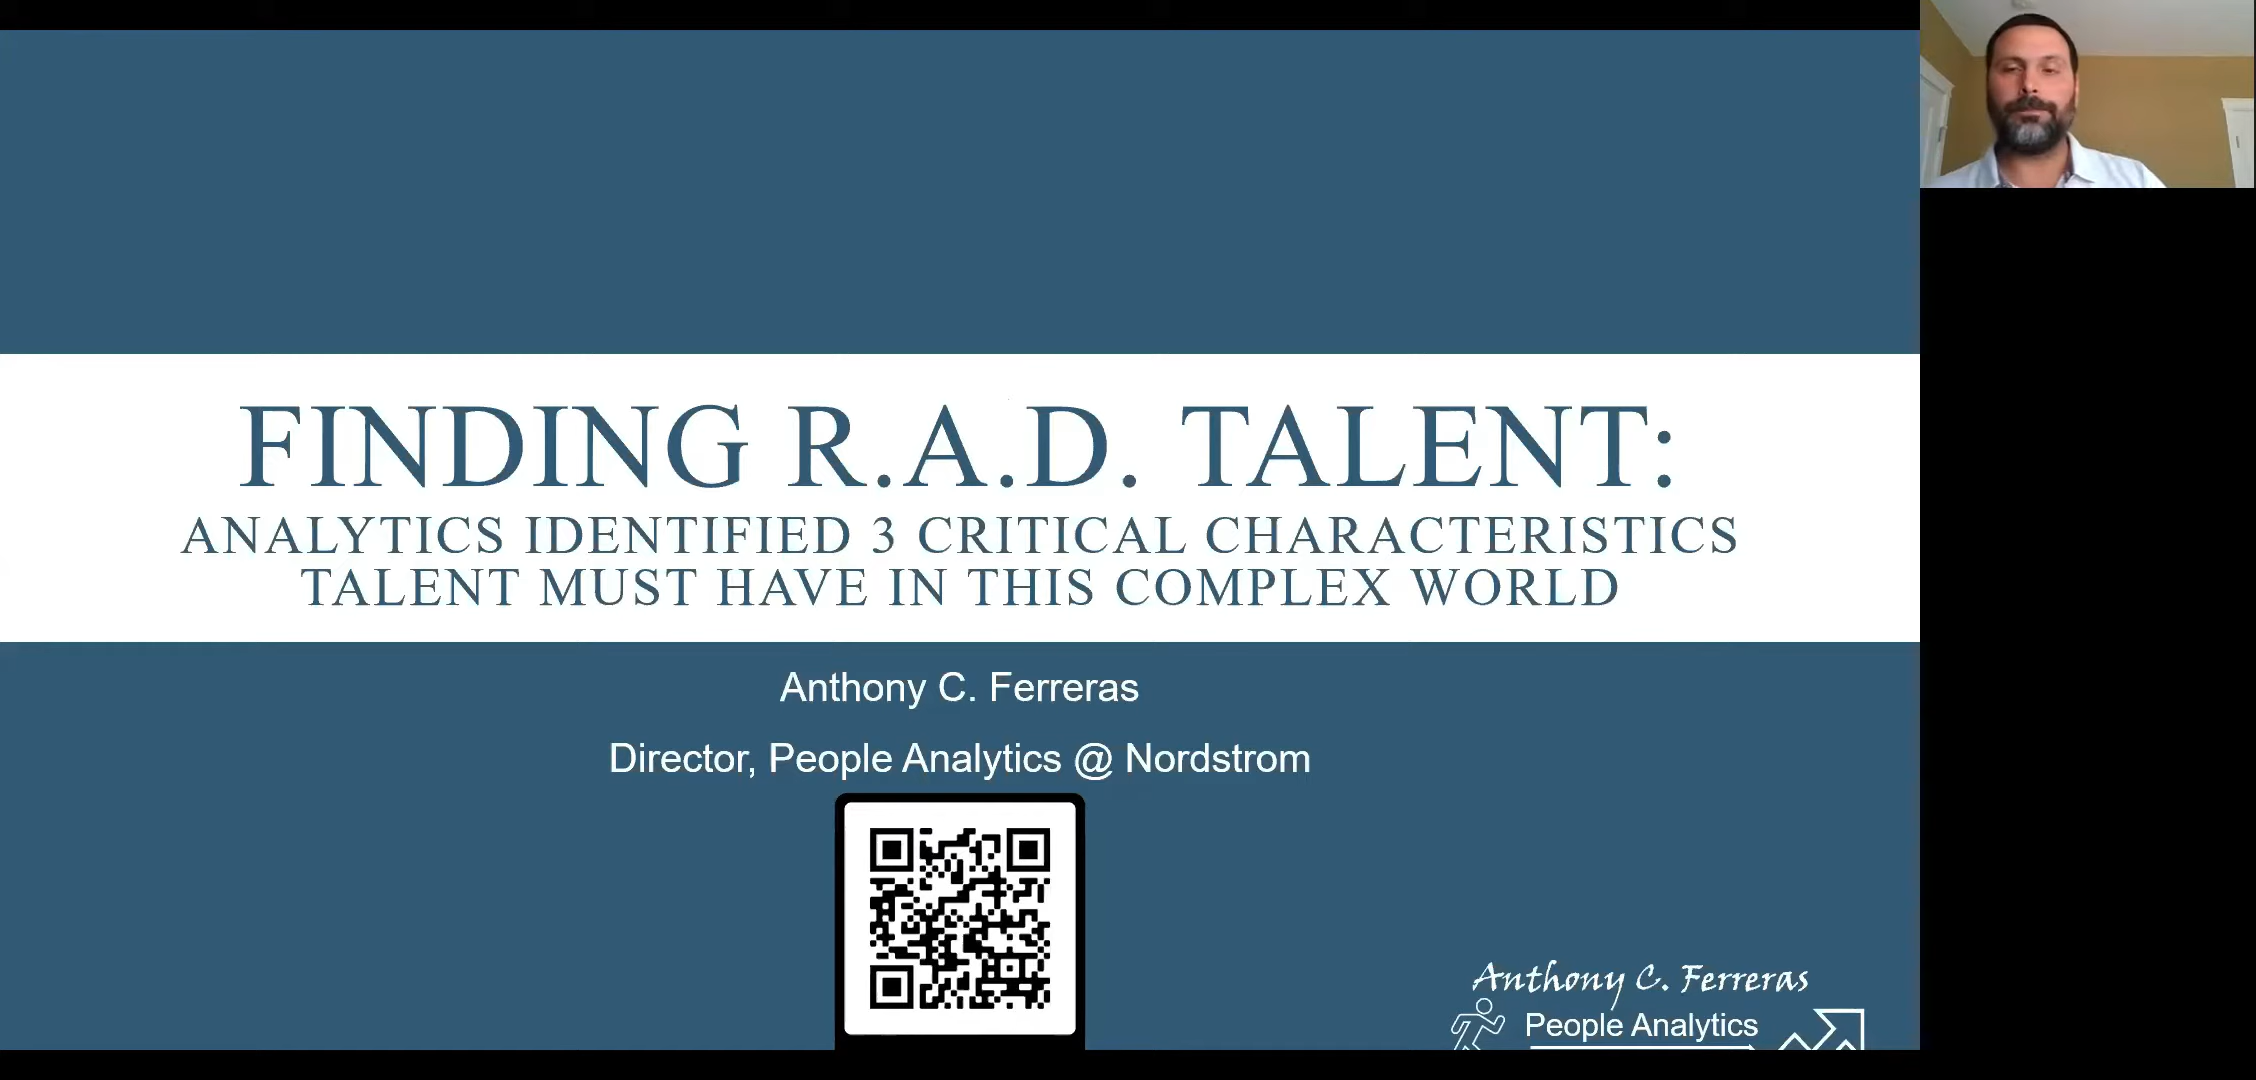 FINDING R.A.D. TALENT:
ANALYTICS IDENTIFIED 3 CRITICAL CHARACTERISTICS
TALENT MUST HAVE IN THIS COMPLEX WORLD
Anthony C. Ferreras
Director, People Analytics @ Nordstrom
Anthony C. Ferreras
People Analytics